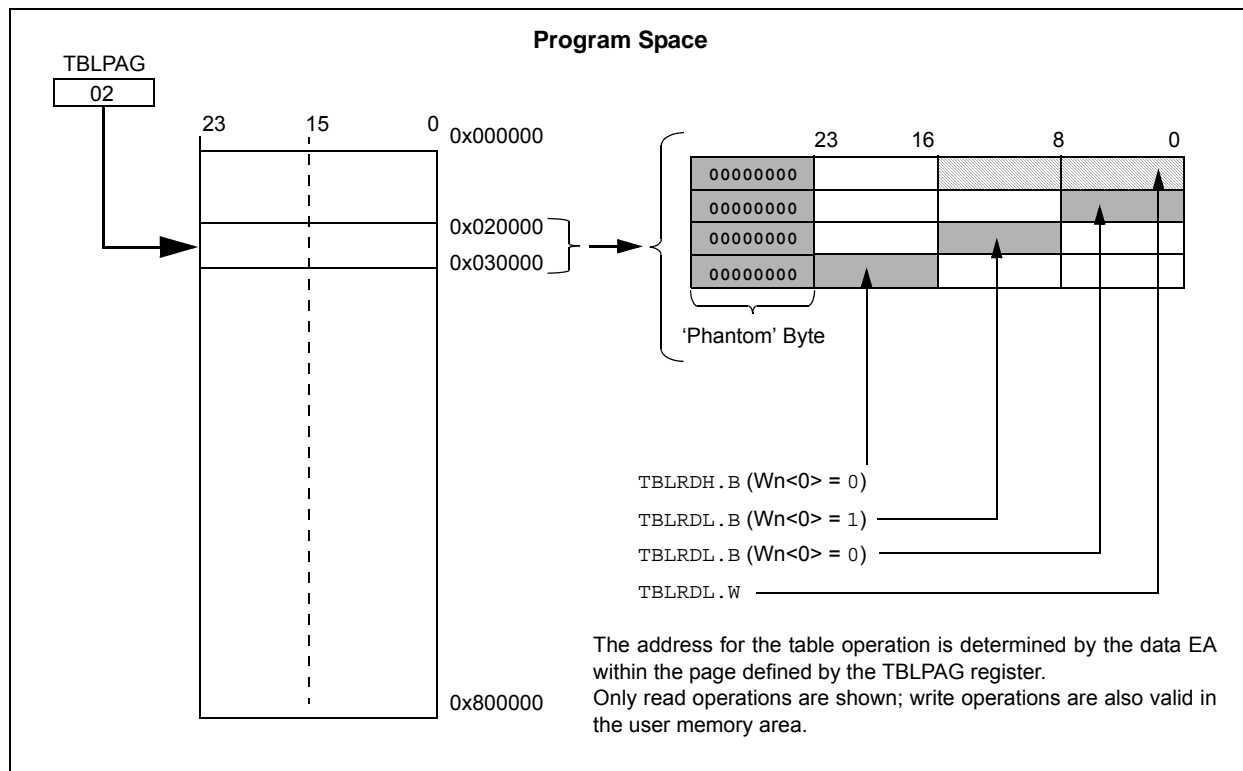 Program Space
TBLPAG
02
23 15 0
0x000000
0x020000
0x030000
0x800000
23 16 8 0
00000000
00000000
00000000
00000000
‘Phantom’ Byte
TBLRDH.B (Wn<0> = 0)
TBLRDL.B (Wn<0> = 1)
TBLRDL.B (Wn<0> = 0)
TBLRDL.W
The address for the table operation is determined by the data EA
within the page defined by the TBLPAG register.
Only read operations are shown; write operations are also valid in
the user memory area.